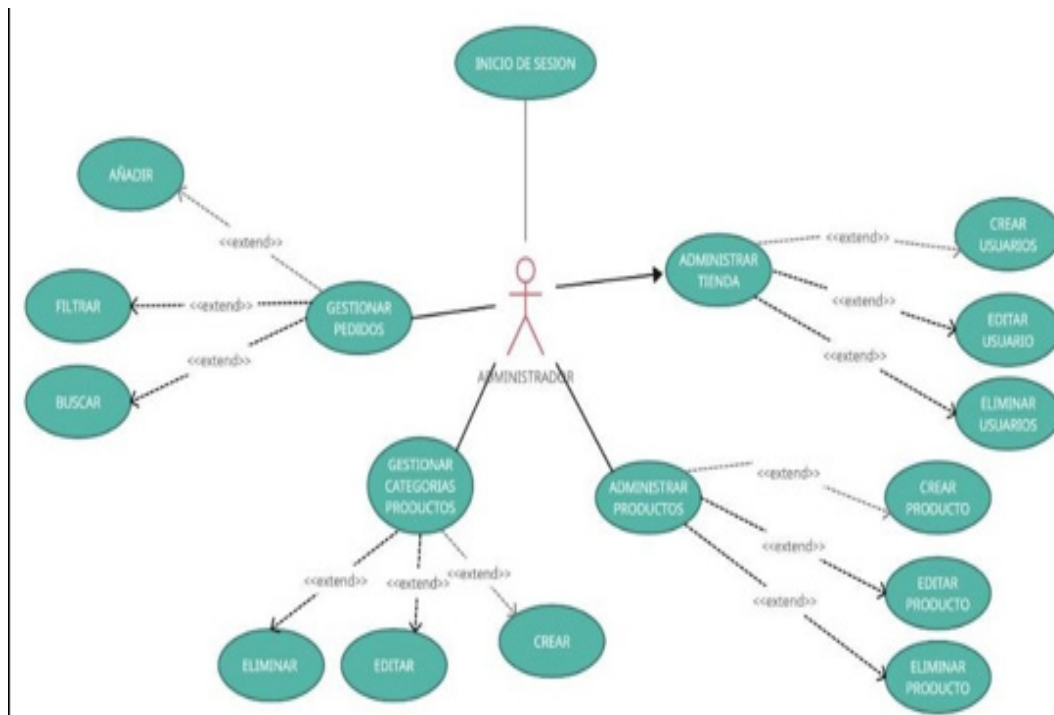 INICIO DE SESION
AÑADIR
<<extend>>
FILTRAR
<<extend>>
GESTIONAR
PEDIDOS
<<extend>>
BUSCAR
ADMINISTRADOR
ADMINISTRAR
TIENDA
<<extend>>
CREAR
USUARIOS
<<extend>>
EDITAR
USUARIO
<<extend>>
ELIMINAR
USUARIOS
GESTIONAR
CATEGORIAS
PRODUCTOS
<<extend>>
<<extend>>
<<extend>>
ELIMINAR
EDITAR
CREAR
ADMINISTRAR
PRODUCTOS
<<extend>>
CREAR
PRODUCTO
<<extend>>
EDITAR
PRODUCTO
<<extend>>
ELIMINAR
PRODUCTO